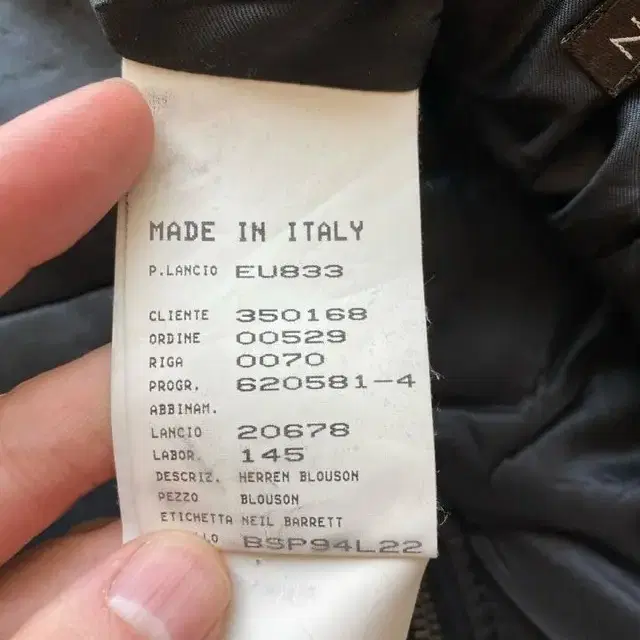 MADE IN ITALY
P.LANCIO EU833
CLIENTE 350168
ORDINE 00529
RIGA 0070
PROGR. 620581-4
ABBINAM.
LANCIO 20678
LABOR. 145
DESCRIZ. HERREN BLOUSON
PEZZO BLOUSON
ETICHETTA NEIL BARRETT
LO BSP94L22
N